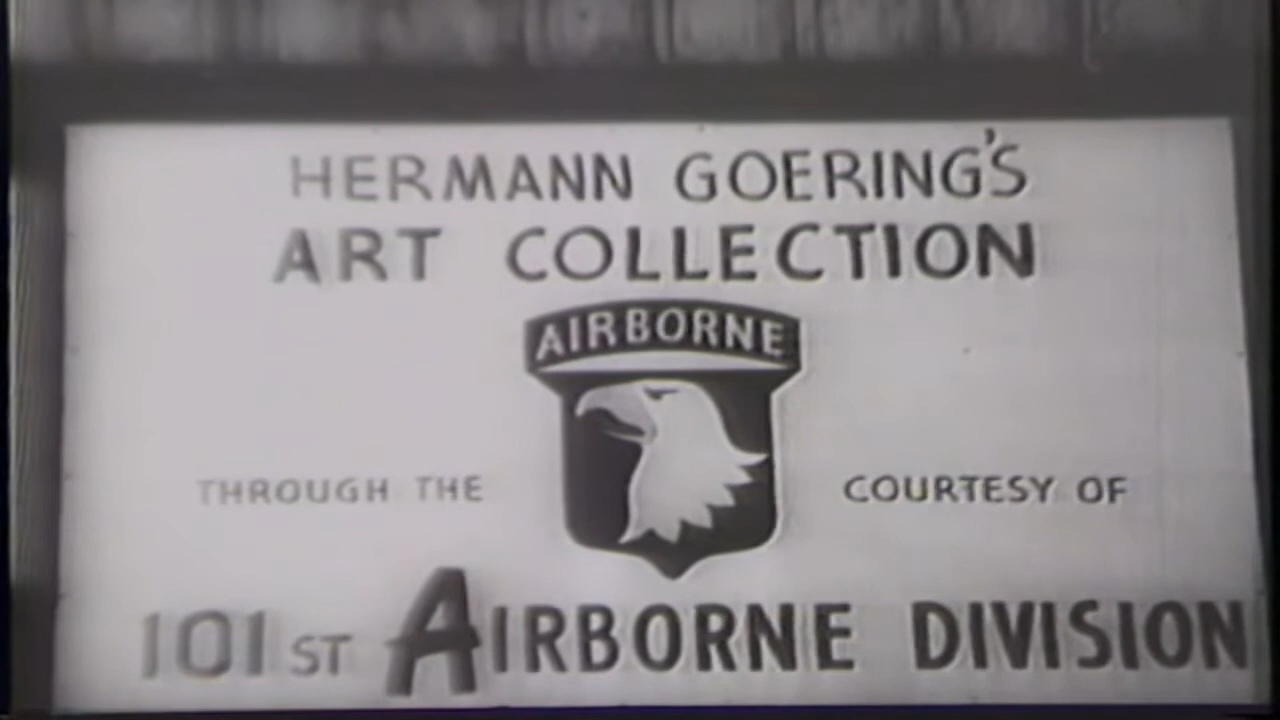 HERMANN GOERING'S
ART COLLECTION
AIRBORNE
THROUGH THE COURTESY OF
101ST AIRBORNE DIVISION